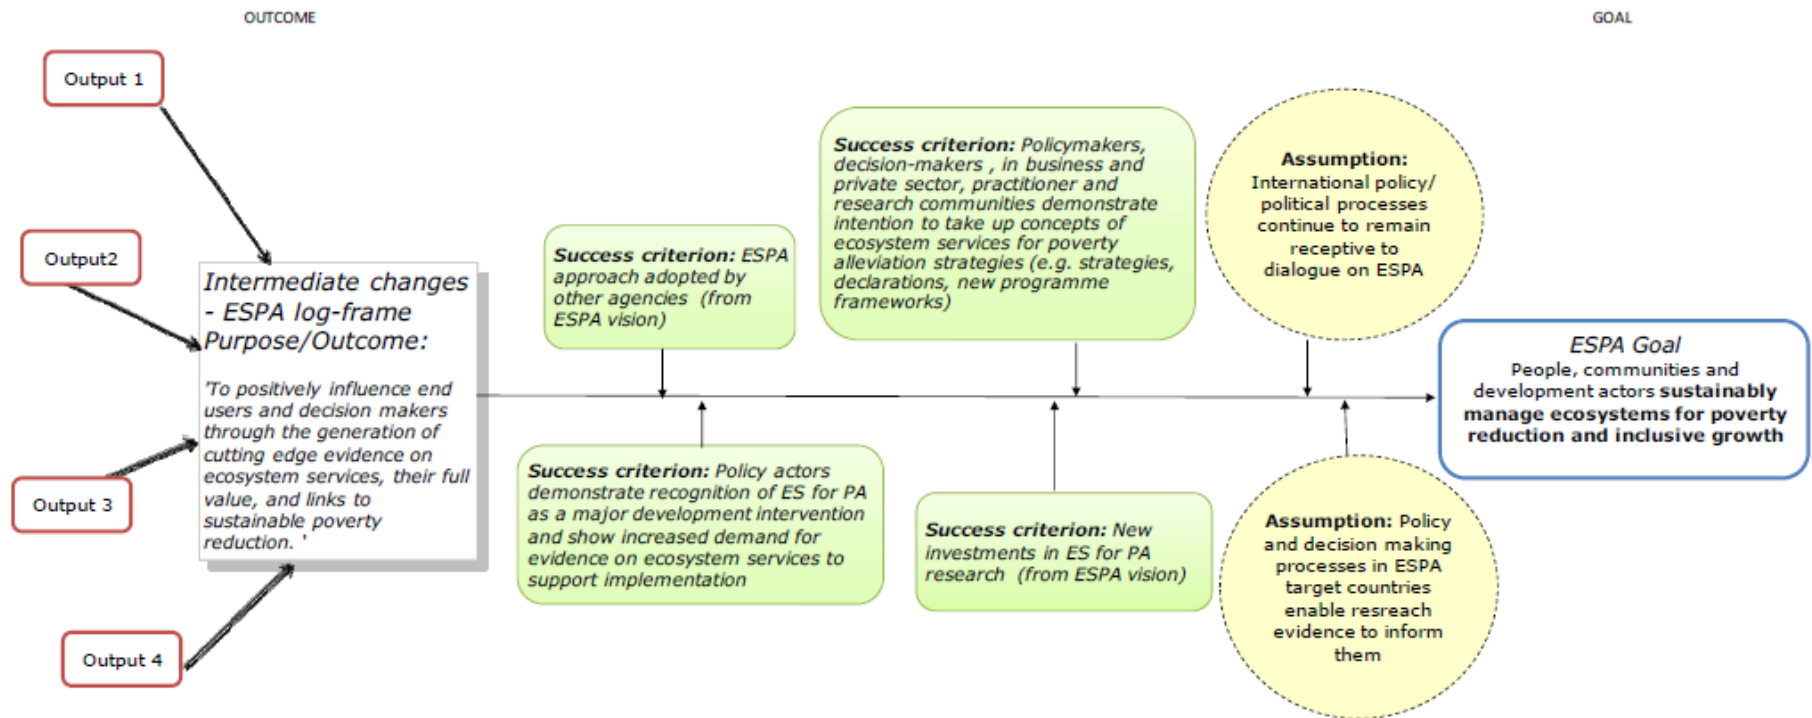 OUTCOME
GOAL
Output 1
Output2
Output 3
Output 4
Intermediate changes
- ESPA log-frame
Purpose/Outcome:
'To positively influence end
users and decision makers
through the generation of
cutting edge evidence on
ecosystem services, their full
value, and links to
sustainable poverty
reduction. '
Success criterion: ESPA
approach adopted by
other agencies (from
ESPA vision)
Success criterion: Policy actors
demonstrate recognition of ES for PA
as a major development intervention
and show increased demand for
evidence on ecosystem services to
support implementation
Success criterion: Policymakers,
decision-makers , in business and
private sector, practitioner and
research communities demonstrate
intention to take up concepts of
ecosystem services for poverty
alleviation strategies (e.g. strategies,
declarations, new programme
frameworks)
Success criterion: New
investments in ES for PA
research (from ESPA vision)
Assumption:
International policy/
political processes
continue to remain
receptive to
dialogue on ESPA
Assumption: Policy
and decision making
processes in ESPA
target countries
enable resreach
evidence to inform
them
ESPA Goal
People, communities and
development actors sustainably
manage ecosystems for poverty
reduction and inclusive growth